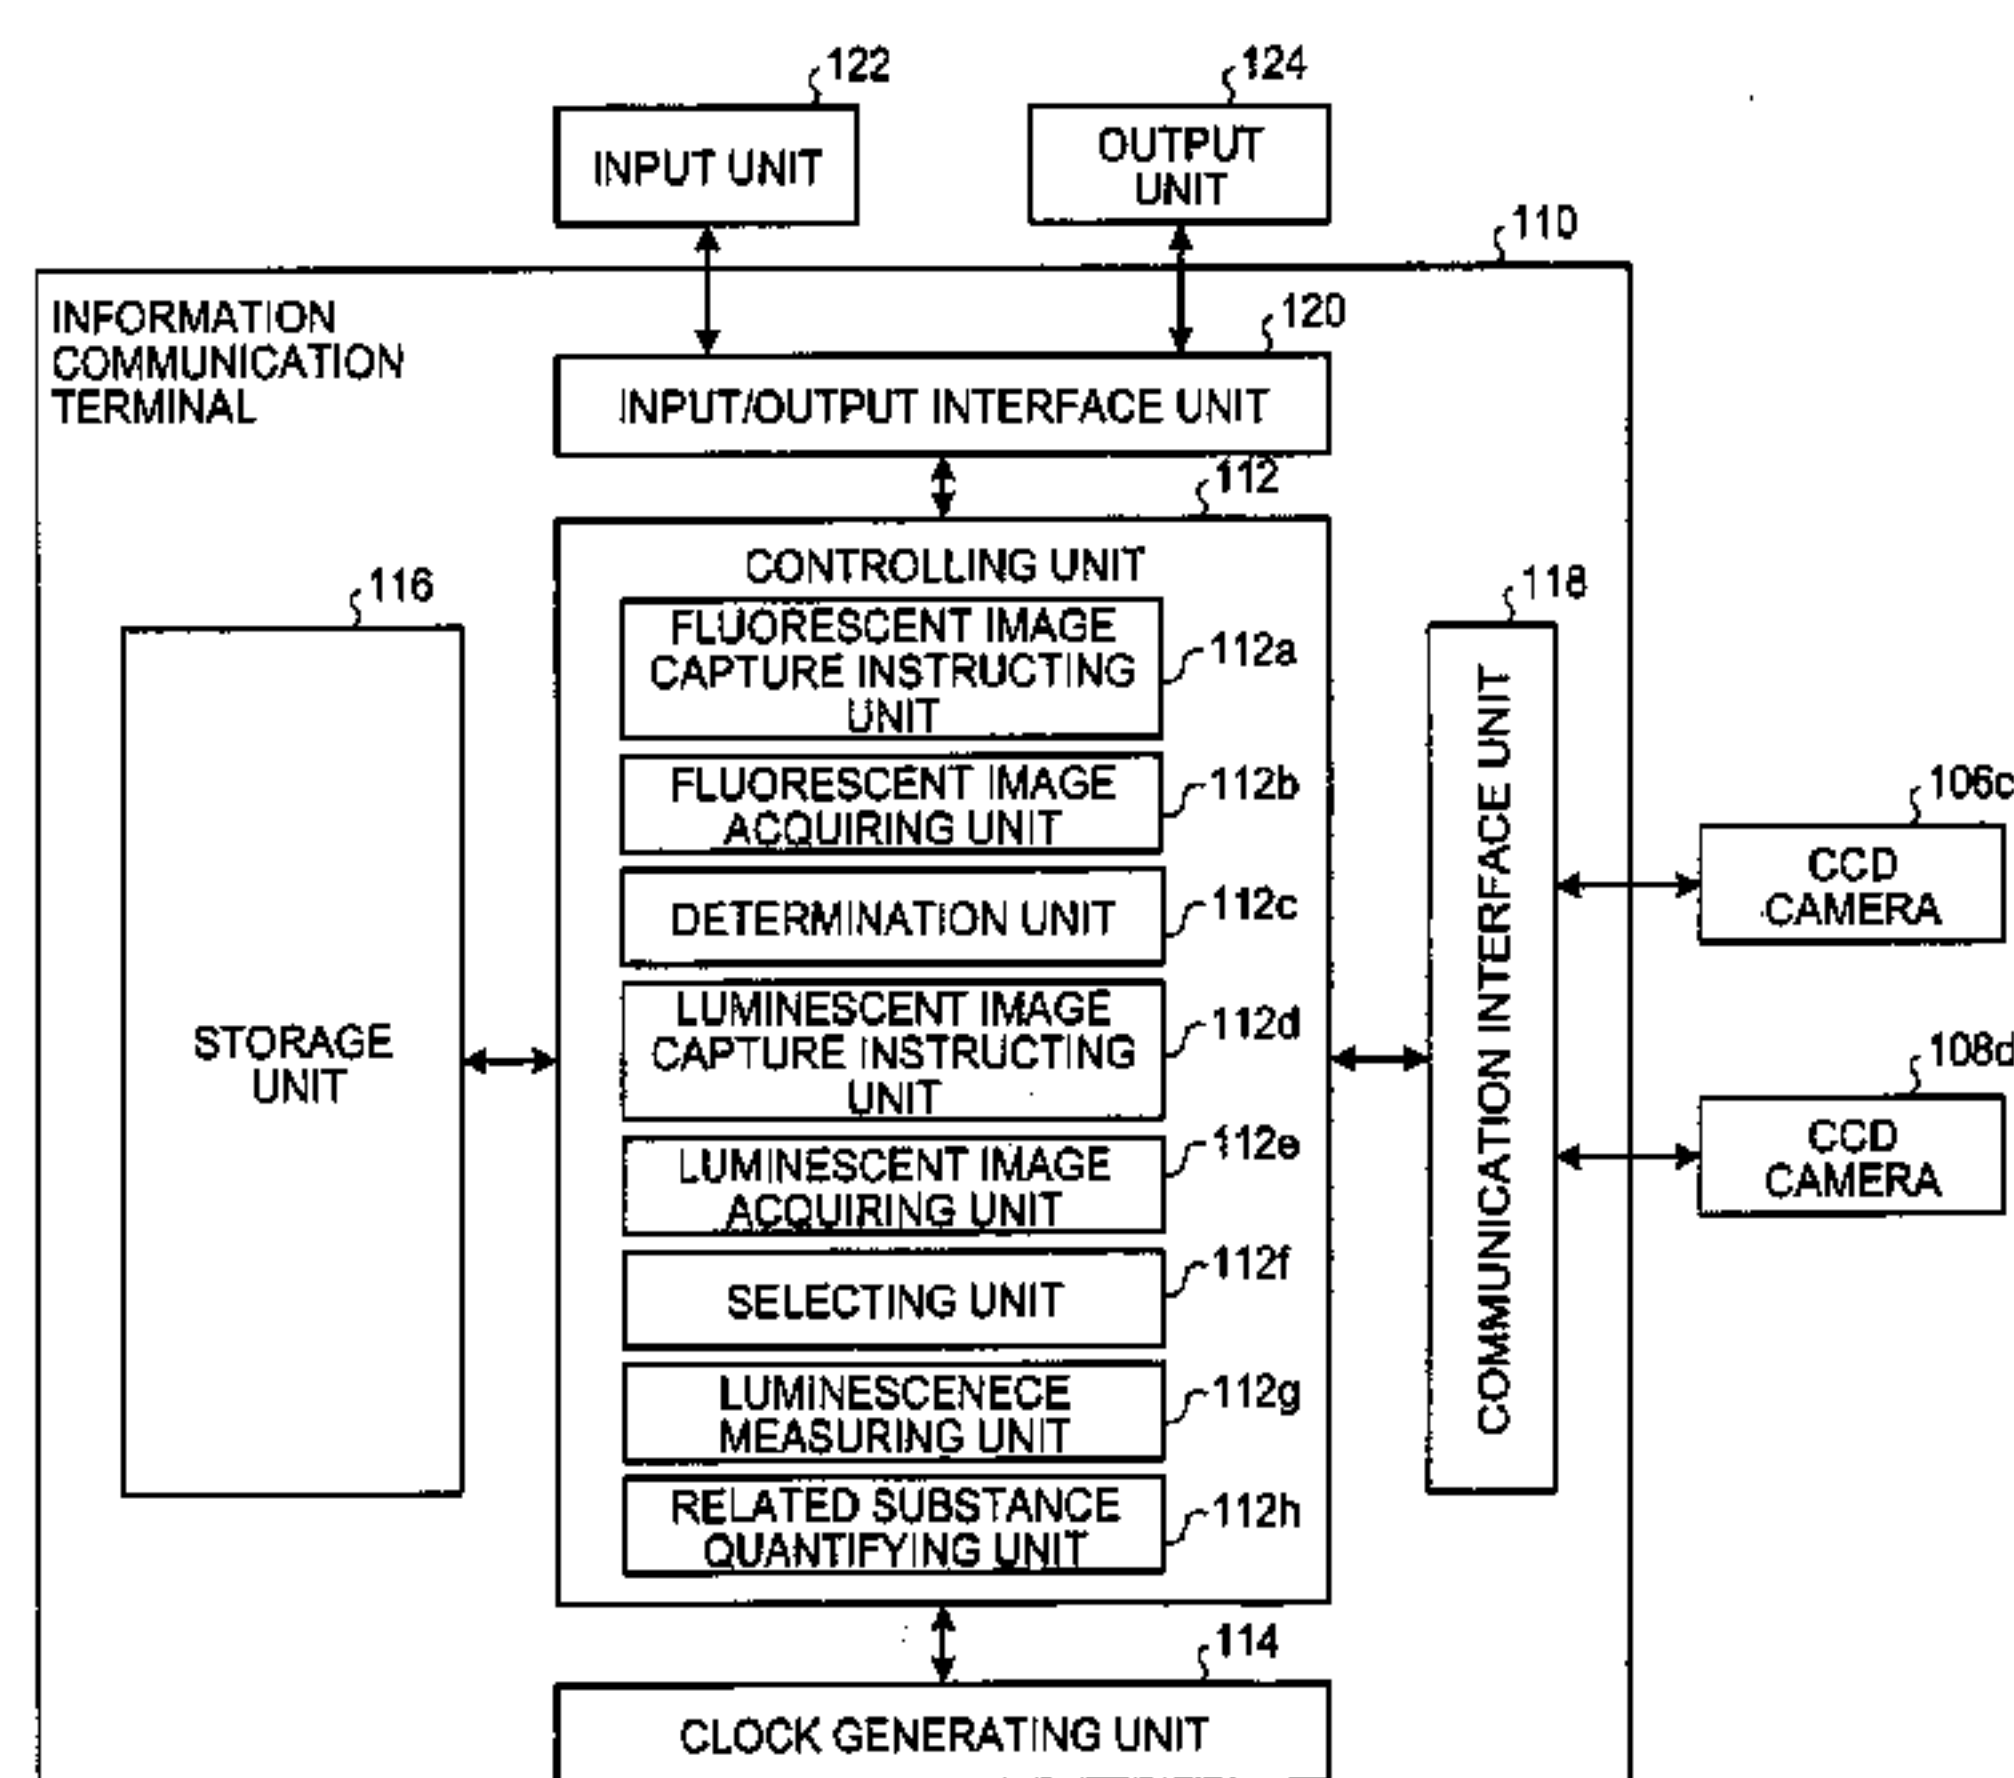 122
124
INPUT UNIT
OUTPUT
UNIT
110
INFORMATION
COMMUNICATION
TERMINAL
120
INPUT/OUTPUT INTERFACE UNIT
112
CONTROLLING UNIT
116
118
FLUORESCENT IMAGE
CAPTURE INSTRUCTING
UNIT
112a
FLUORESCENT IMAGE
ACQUIRING UNIT
112b
DETERMINATION UNIT
112c
LUMINESCENT IMAGE
CAPTURE INSTRUCTING
UNIT
112d
LUMINESCENT IMAGE
ACQUIRING UNIT
112e
SELECTING UNIT
112f
LUMINESCENECE
MEASURING UNIT
112g
RELATED SUBSTANCE
QUANTIFYING UNIT
112h
STORAGE
UNIT
COMMUNICATION INTERFACE UNIT
106c
CCD
CAMERA
108d
CCD
CAMERA
114
CLOCK GENERATING UNIT